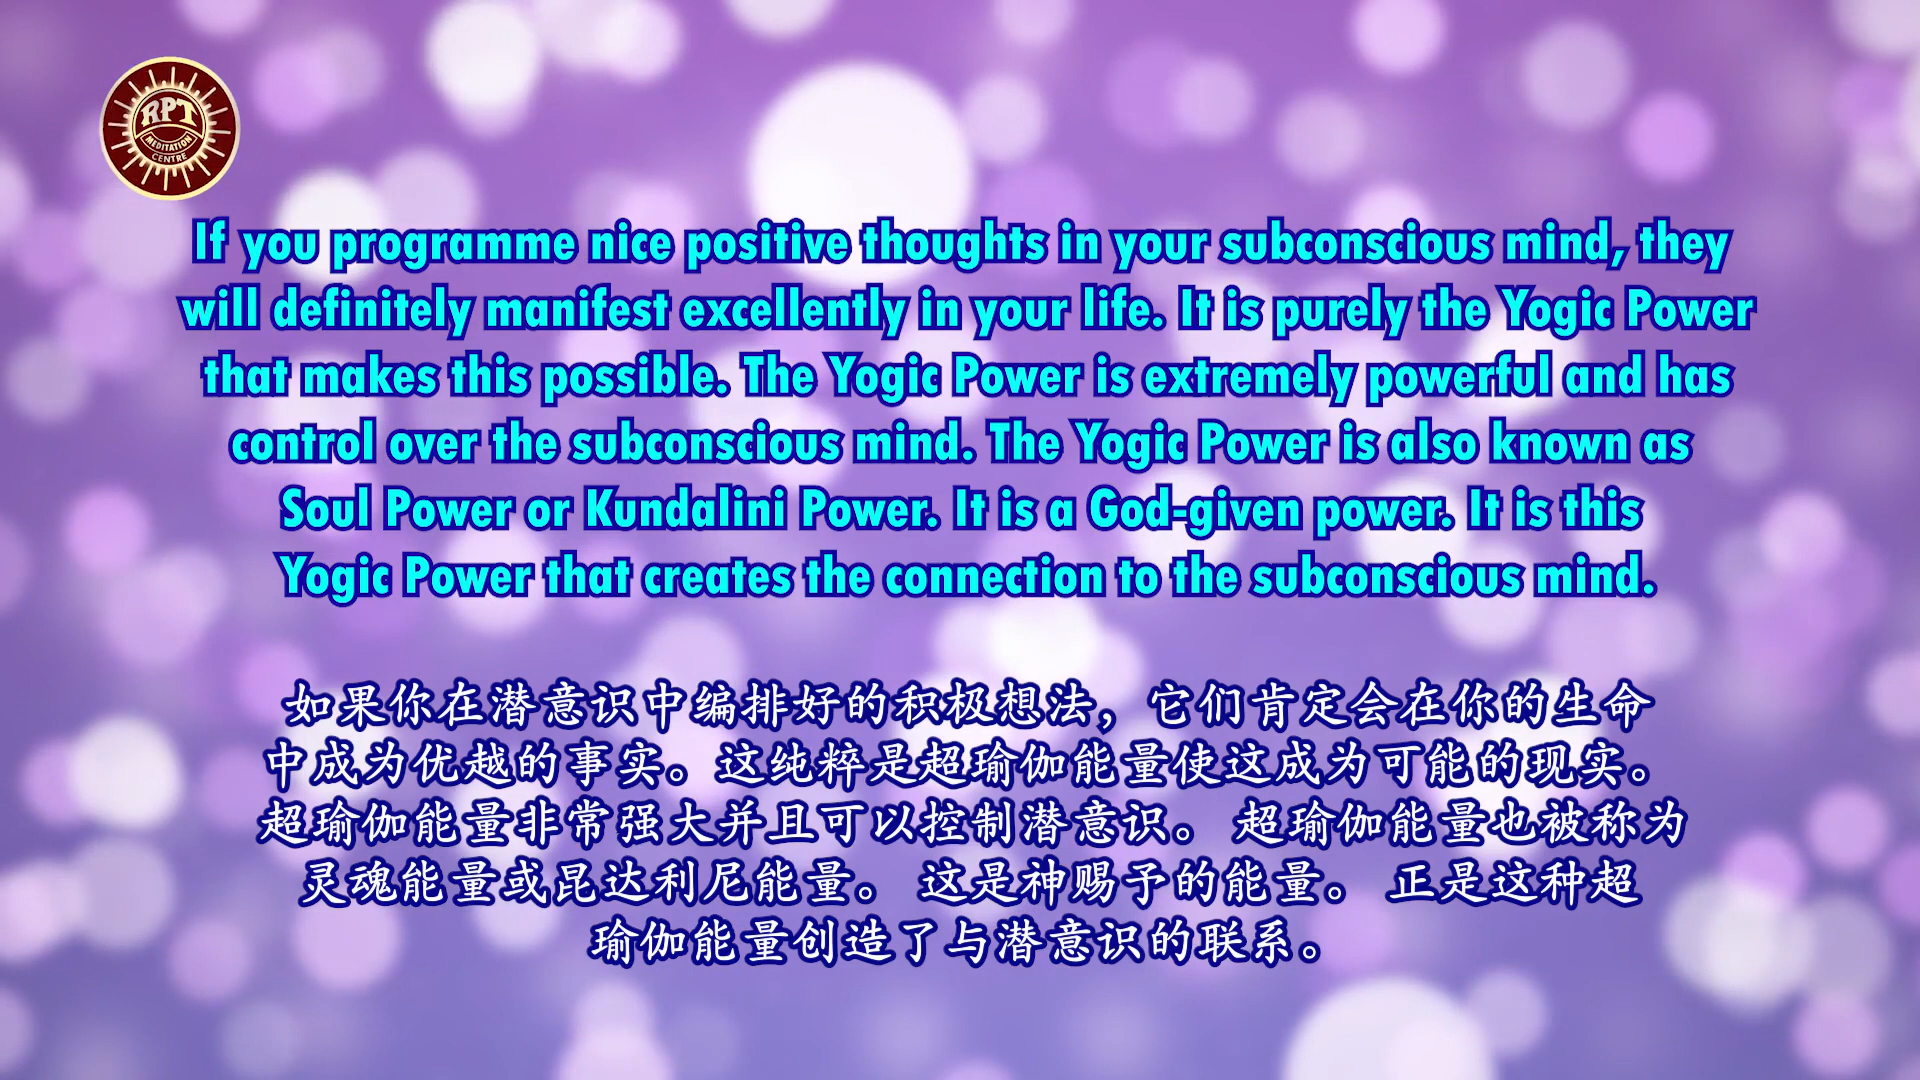 RPT
MEDITATION
CENTRE
If you programme nice positive thoughts in your subconscious mind, they
will definitely manifest excellently in your life. It is purely the Yogic Power
that makes this possible. The Yogic Power is extremely powerful and has
control over the subconscious mind. The Yogic Power is also known as
Soul Power or Kundalini Power. It is a God-given power. It is this
Yogic Power that creates the connection to the subconscious mind.
如果你在潜意识中编排好的积极想法，它们肯定会在你的生命
中成为优越的事实。这纯粹是超瑜伽能量使这成为可能的现实。
超瑜伽能量非常强大并且可以控制潜意识。 超瑜伽能量也被称为
灵魂能量或昆达利尼能量。 这是神赐予的能量。 正是这种超
瑜伽能量创造了与潜意识的联系。